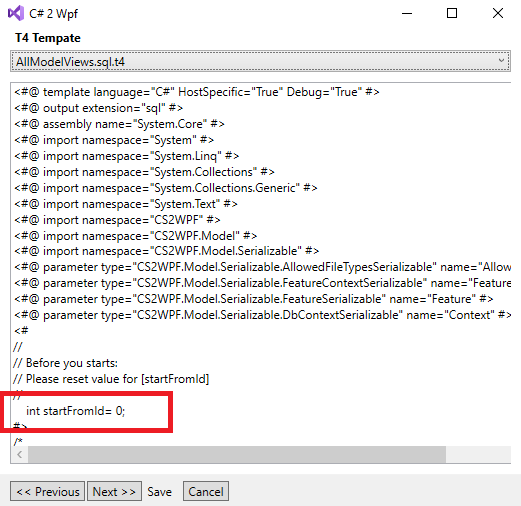 C# 2 Wpf
T4 Tempate
AllModelViews.sql.t4
<#@ template language="C#" HostSpecific="True" Debug="True" #>
<#@ output extension="sql" #>
<#@ assembly name="System.Core" #>
<#@ import namespace="System" #>
<#@ import namespace="System.Linq" #>
<#@ import namespace="System.Collections" #>
<#@ import namespace="System.Collections.Generic" #>
<#@ import namespace="System.Text" #>
<#@ import namespace="CS2WPF" #>
<#@ import namespace="CS2WPF.Model" #>
<#@ import namespace="CS2WPF.Model.Serializable" #>
<#@ parameter type="CS2WPF.Model.Serializable.AllowedFileTypesSerializable" name="Allow
<#@ parameter type="CS2WPF.Model.Serializable.FeatureContextSerializable" name="Feature
<#@ parameter type="CS2WPF.Model.Serializable.FeatureSerializable" name="Feature" #>
<#@ parameter type="CS2WPF.Model.Serializable.DbContextSerializable" name="Context" #>
<#
//
// Before you starts:
// Please reset value for [startFromId]
//
int startFromId= 0;
#>
/*
<< Previous Next >> Save Cancel